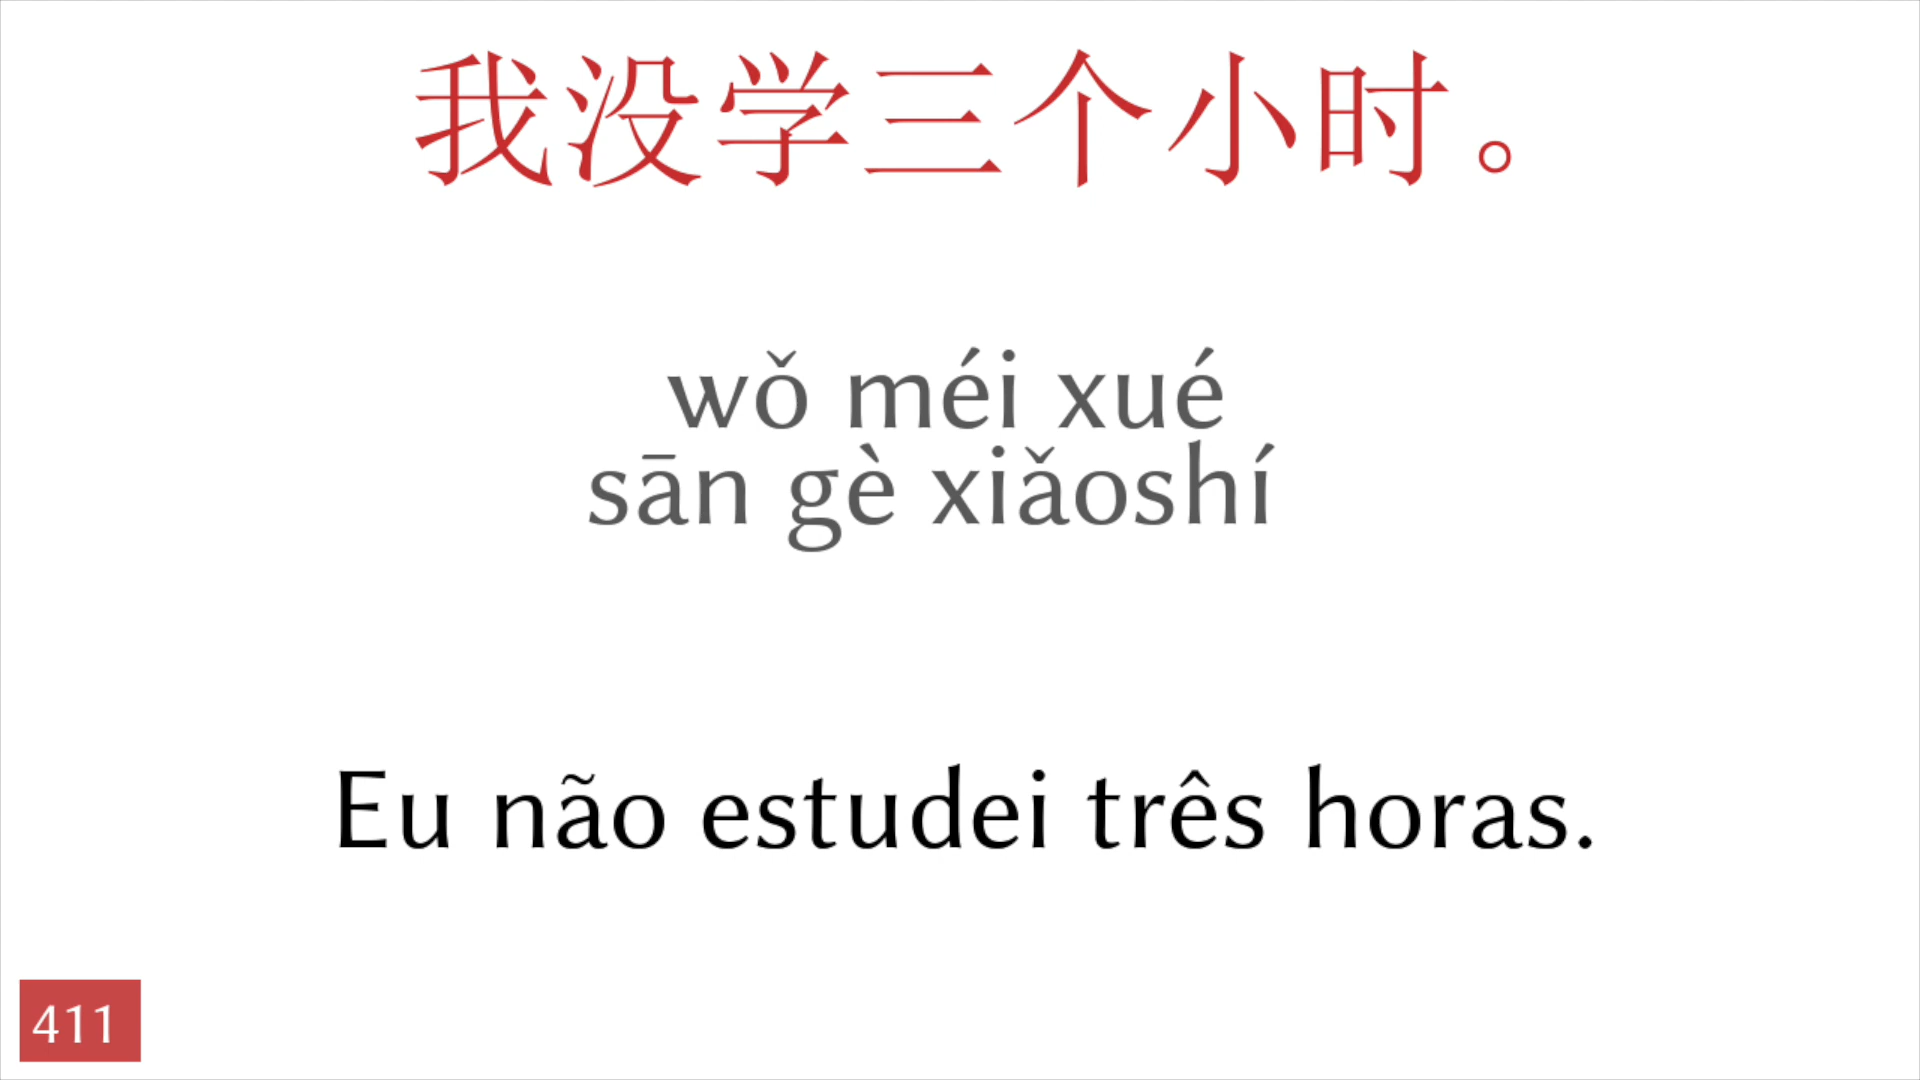 我没学三个小时。
wǒ méi xué
sān gè xiǎoshí
Eu não estudei três horas.
411